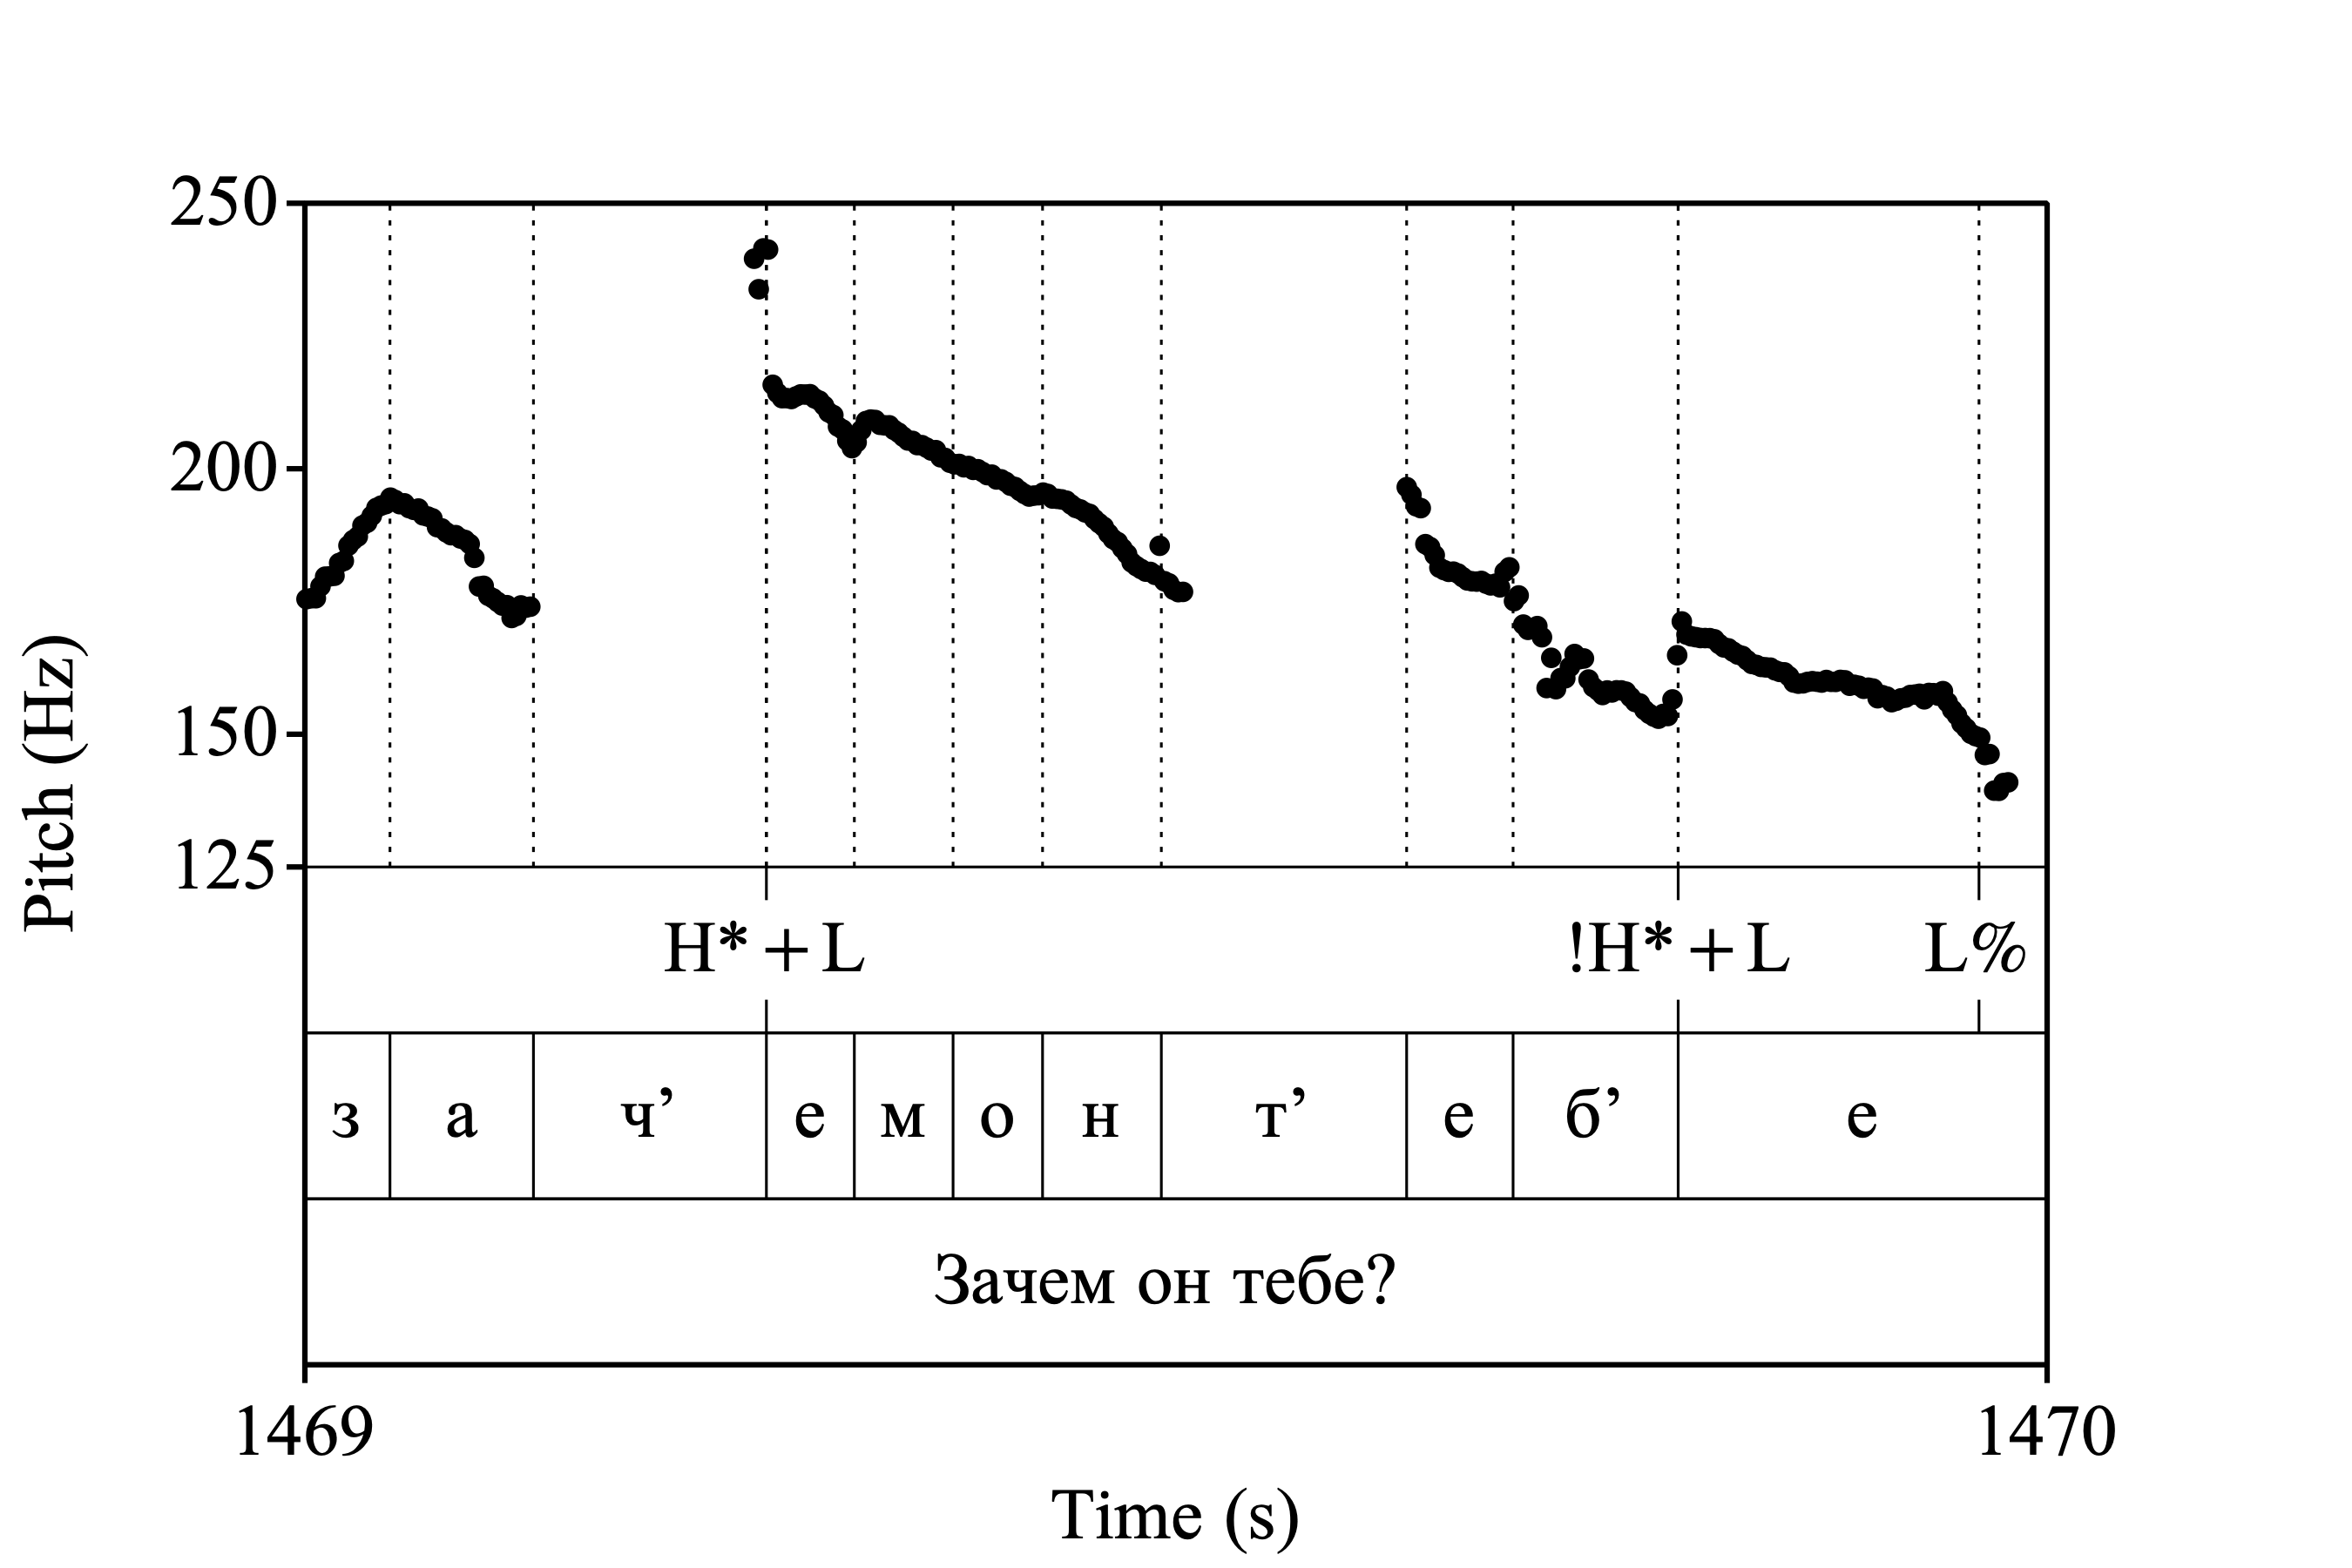 250
200
150
125
Pitch (Hz)
H* + L !H* + L L%
з а ч’ е м о н т’ е б’ е
Зачем он тебе?
1469 1470
Time (s)